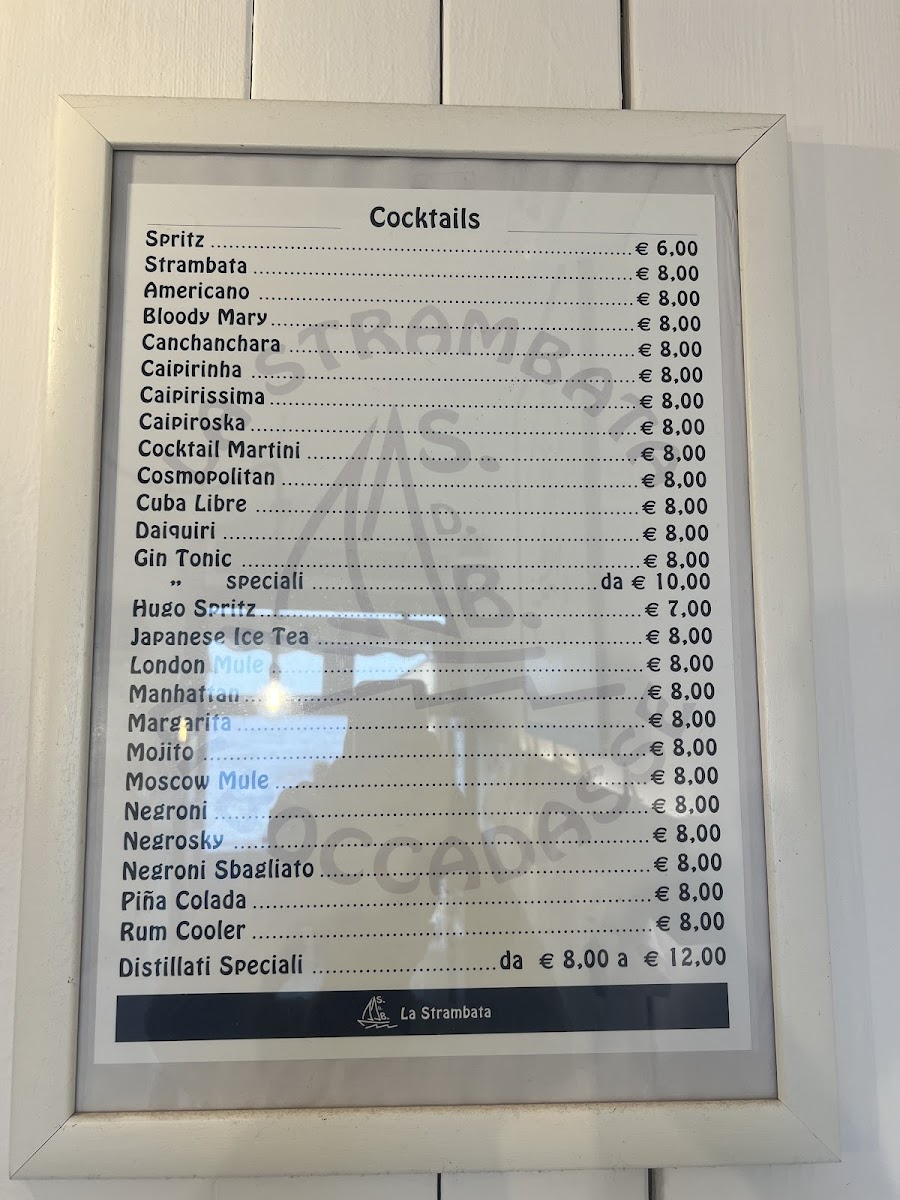 Cocktails
Spritz € 6,00
Strambata € 8,00
Americano € 8,00
Bloody Mary € 8,00
Canchanchara € 8,00
Caipirinha € 8,00
Caipirissima € 8,00
Caipiroska € 8,00
Cocktail Martini € 8,00
Cosmopolitan € 8,00
Cuba Libre € 8,00
Daiquiri € 8,00
Gin Tonic € 8,00
" speciali da € 10,00
Hugo Spritz € 7,00
Japanese Ice Tea € 8,00
London Mule € 8,00
Manhattan € 8,00
Margarita € 8,00
Mojito € 8,00
Moscow Mule € 8,00
Negroni € 8,00
Negrosky € 8,00
Negroni Sbagliato € 8,00
Piña Colada € 8,00
Rum Cooler € 8,00
Distillati Speciali da € 8,00 a € 12,00
S. d. B. La Strambata
LA STRAMBATA
S.
D.
B.
BOCCADASSE